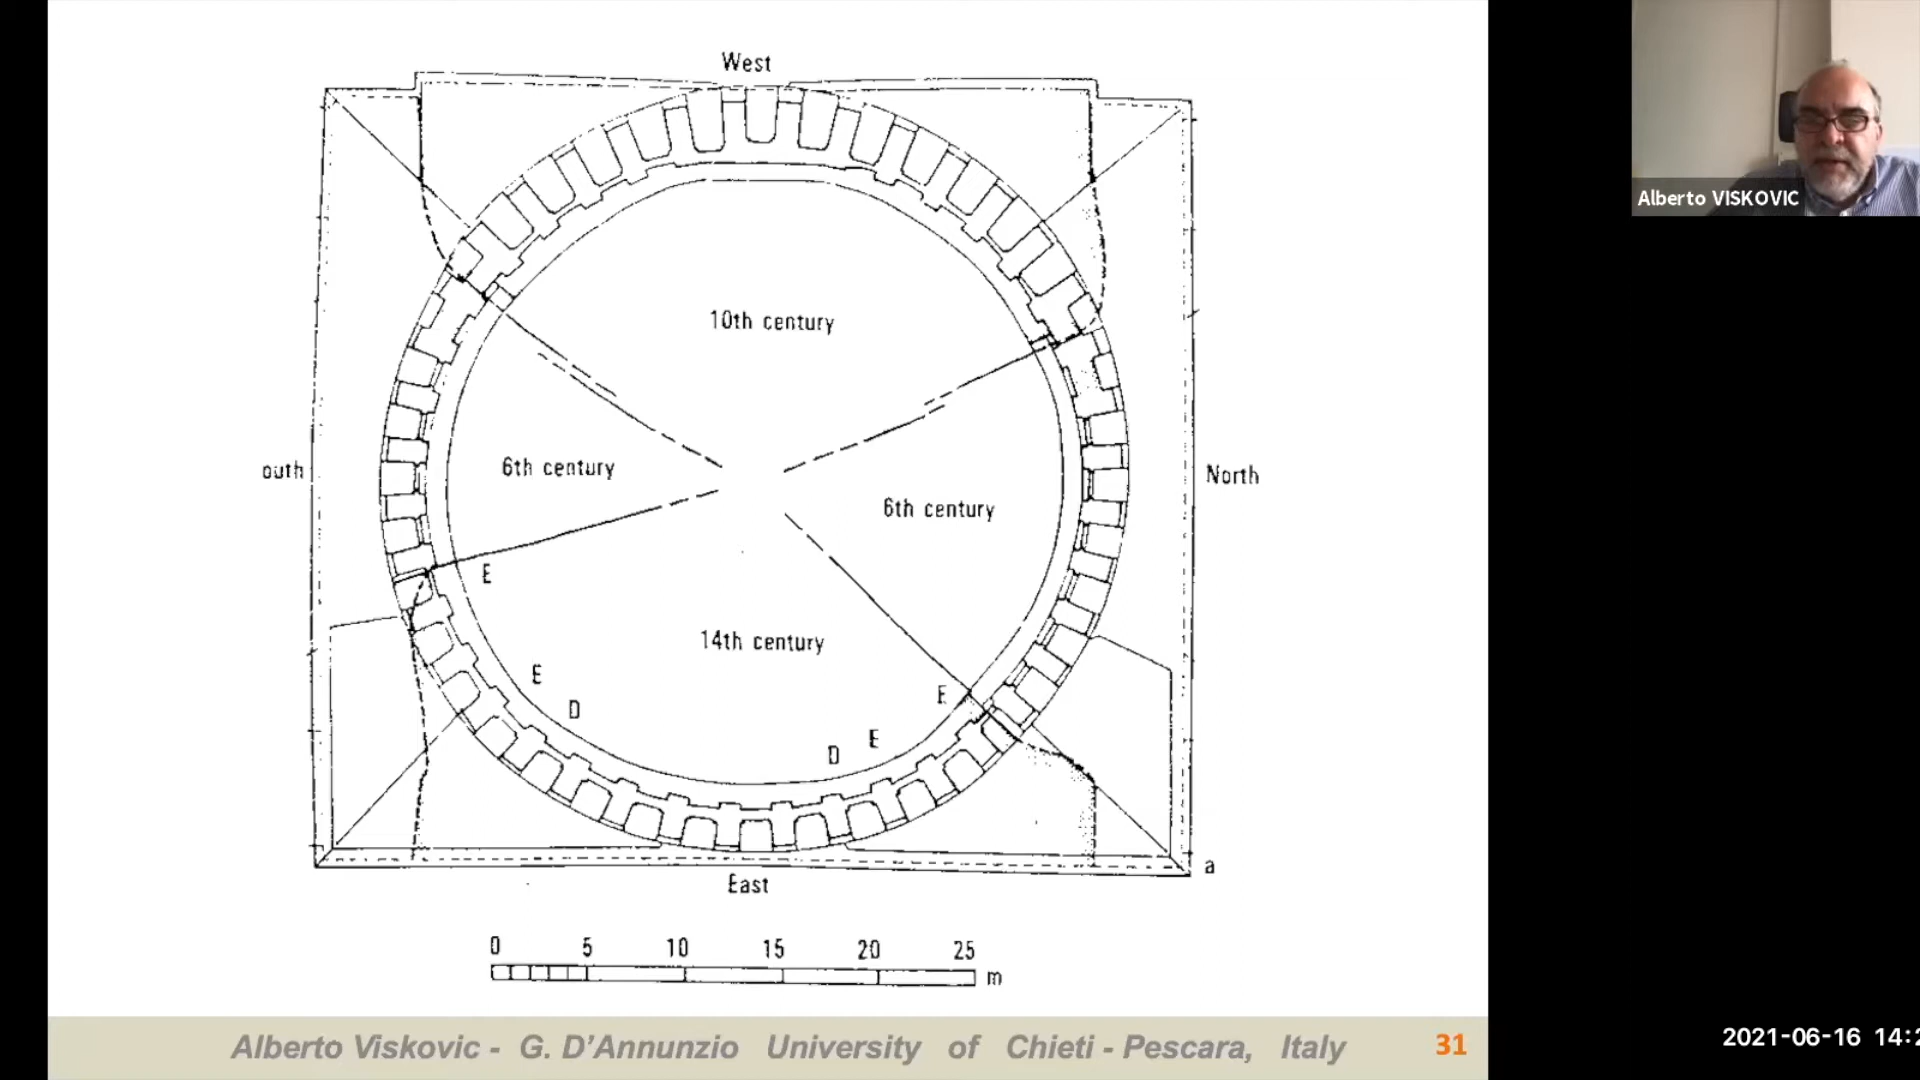 West
Alberto VISKOVIC
10th century
outh
6th century
North
6th century
E
14th century
E
D
E
E
D
a
East
0 5 10 15 20 25
m
Alberto Viskovic - G. D'Annunzio University of Chieti - Pescara, Italy
31
2021-06-16 14:2